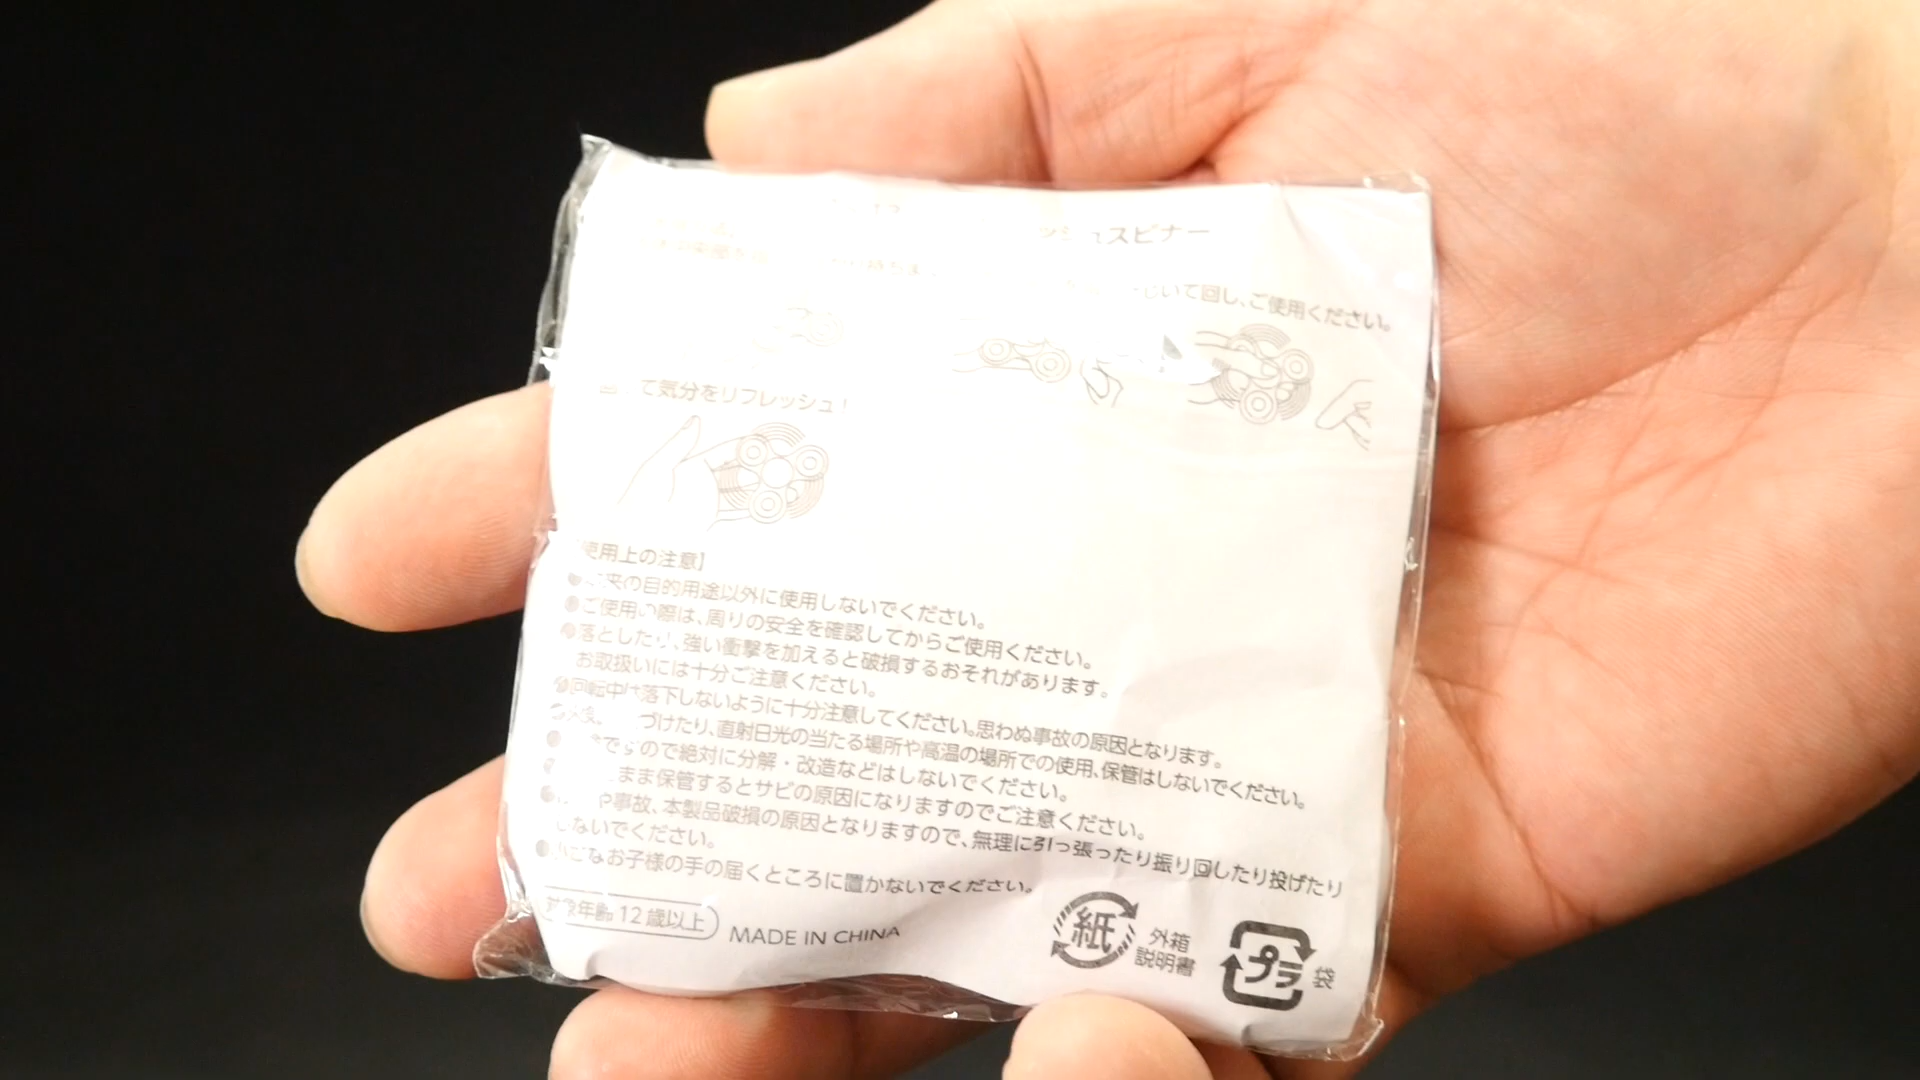 スピナー
いて回し、ご使用ください。
て気分をリフレッシュ!
使用上の注意】
の目的用途以外に使用しないでください。
●ご使用の際は、周りの安全を確認してからご使用ください。
●落としたり、強い衝撃を加えると破損するおそれがあります。
お取扱いには十分ご注意ください。
●回転中は落下しないように十分注意してください。思わぬ事故の原因となります。
づけたり、直射日光の当たる場所や高温の場所での使用、保管はしないでください。
ですので絶対に分解・改造などはしないでください。
まま保管するとサビの原因になりますのでご注意ください。
や事故、本製品破損の原因となりますので、無理に引っ張ったり振り回したり投げたり
しないでください。
●小さなお子様の手の届くところに置かないでください。
対象年齢12歳以上
MADE IN CHINA
紙
外箱
説明書
プラ
袋